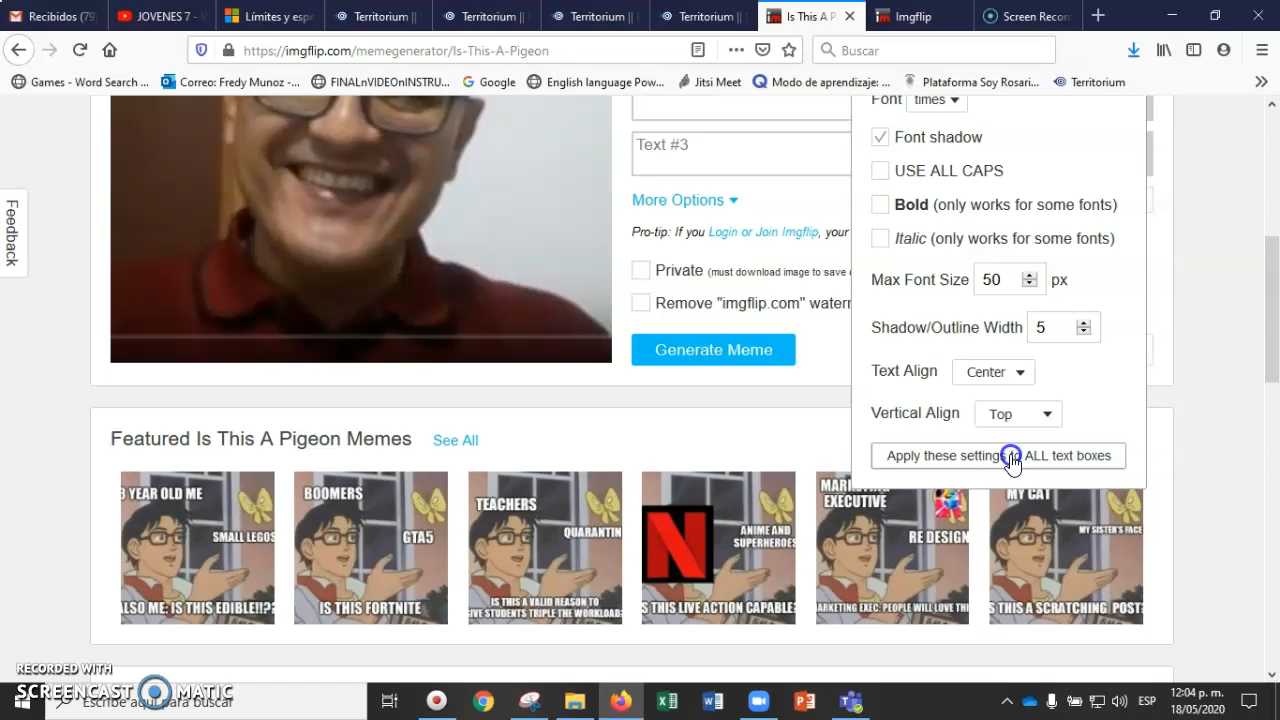 Recibidos (79
JOVENES 7 -
Límites y espe
Territorium ||
Territorium ||
Territorium ||
Territorium ||
Is This A P
Imgflip
Screen Recor
https://imgflip.com/memegenerator/Is-This-A-Pigeon
Buscar
Games - Word Search ...
Correo: Fredy Munoz - ...
FINALnVIDEOnINSTRU...
Google
English language Pow...
Jitsi Meet
Modo de aprendizaje: ...
Plataforma Soy Rosari...
Territorium
Feedback
Text #3
More Options
Pro-tip: If you Login or Join Imgflip, your
Private (must download image to save
Remove "imgflip.com" watern
Generate Meme
Font times
Font shadow
USE ALL CAPS
Bold (only works for some fonts)
Italic (only works for some fonts)
Max Font Size 50 px
Shadow/Outline Width 5
Text Align Center
Vertical Align Top
Apply these settings to ALL text boxes
Featured Is This A Pigeon Memes See All
3 YEAR OLD ME
SMALL LEGOS
ALSO ME: IS THIS EDIBLE!!?
BOOMERS
GTA5
IS THIS FORTNITE
TEACHERS
QUARANTIN
IS THIS A VALID REASON TO
GIVE STUDENTS TRIPLE THE WORKLOAD?
N
ANIME AND
SUPERHEROES
IS THIS LIVE ACTION CAPABLE?
MARKETING
EXECUTIVE
RE DESIGN
MARKETING EXEC: PEOPLE WILL LOVE THI
MY CAT
MY SISTER'S FACE
IS THIS A SCRATCHING POST?
RECORDED WITH
SCREENCAST MATIC
Escribe aquí para buscar
ESP
12:04 p. m.
18/05/2020